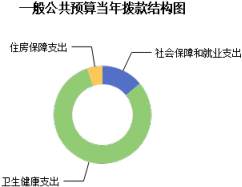 一般公共预算当年拨款结构图
住房保障支出
社会保障和就业支出
卫生健康支出